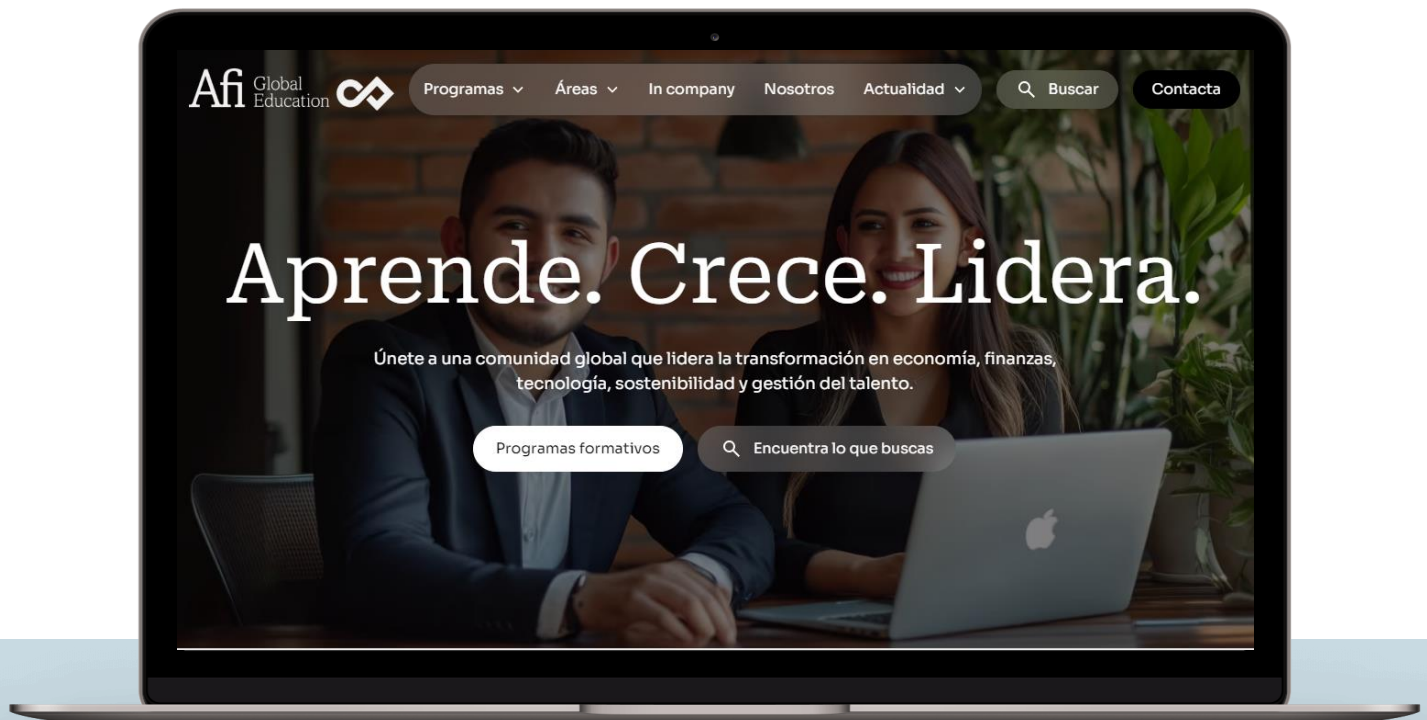 Afi Global
Education
Programas
Áreas
In company
Nosotros
Actualidad
Buscar
Contacta
Aprende. Crece. Lidera.
Únete a una comunidad global que lidera la transformación en economía, finanzas,
tecnología, sostenibilidad y gestión del talento.
Programas formativos
Encuentra lo que buscas